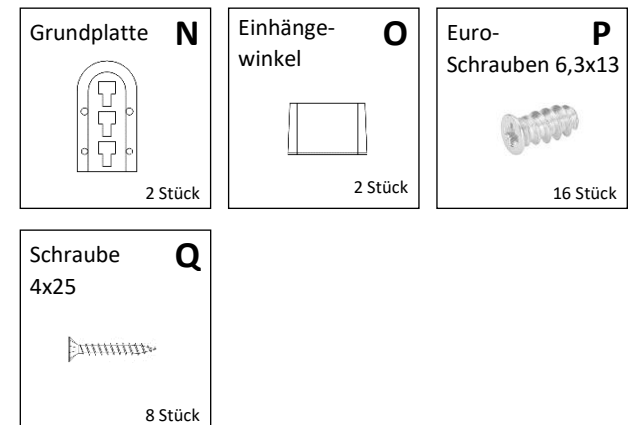 Grundplatte N
2 Stück
Einhänge- O
winkel
2 Stück
Euro- P
Schrauben 6,3x13
16 Stück
Schraube Q
4x25
8 Stück